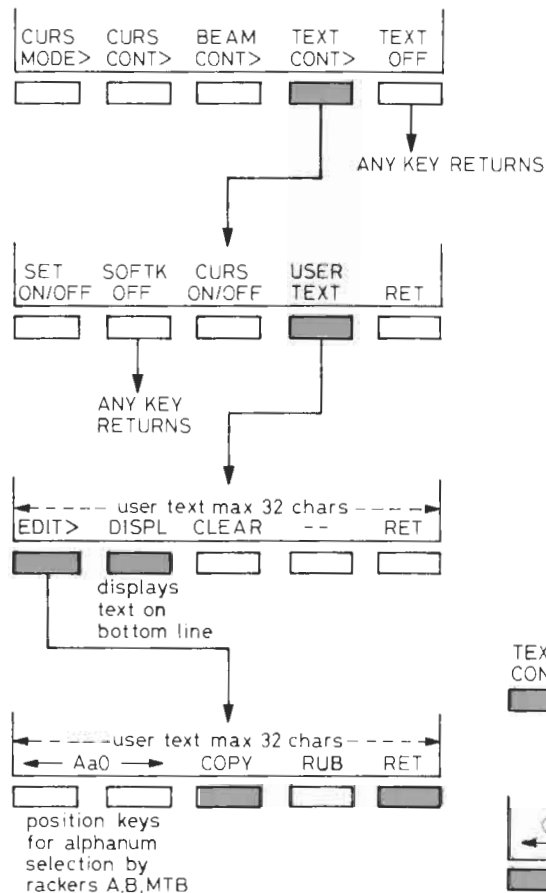 CURS CURS BEAM TEXT TEXT
MODE> CONT> CONT> CONT> OFF
ANY KEY RETURNS
SET SOFTK CURS USER
ON/OFF OFF ON/OFF TEXT RET
ANY KEY
RETURNS
user text max 32 chars
EDIT> DISPL CLEAR -- RET
displays
text on
bottom line
user text max 32 chars
Aa0 COPY RUB RET
position keys
for alphanum
selection by
rackers A,B,MTB